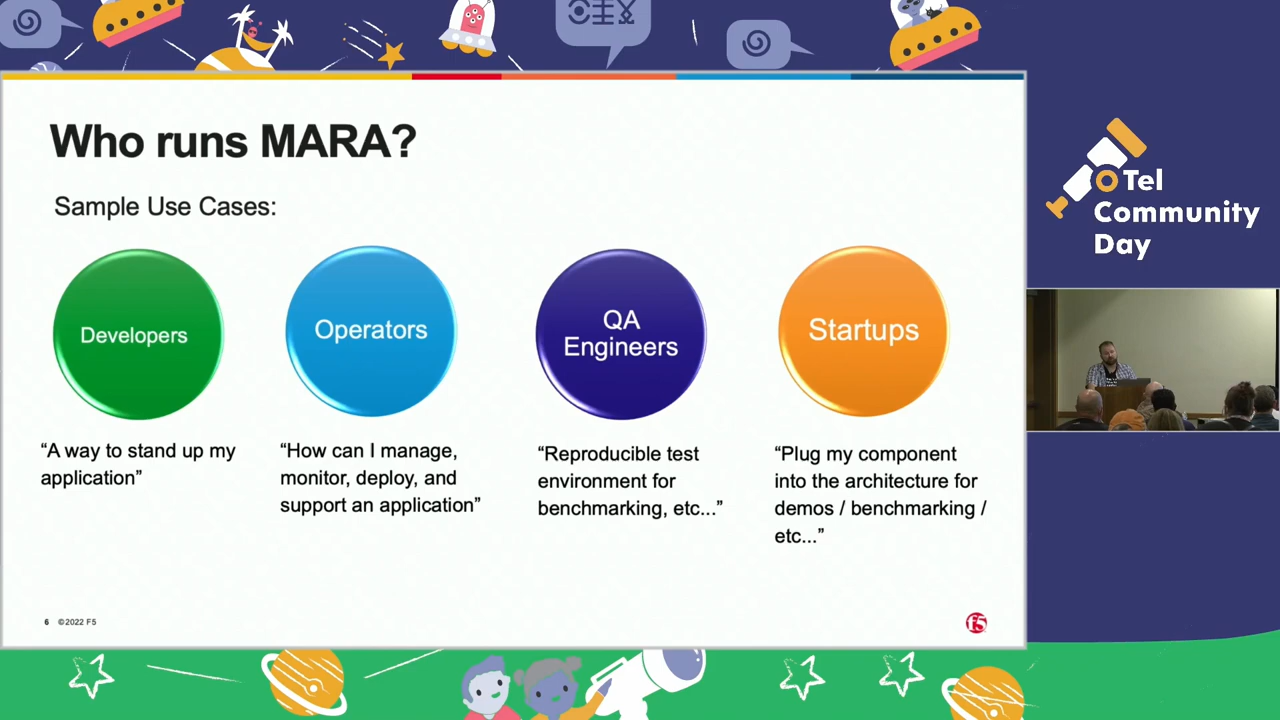 Who runs MARA?
Sample Use Cases:
Developers
Operators
QA
Engineers
Startups
“A way to stand up my
application”
“How can I manage,
monitor, deploy, and
support an application”
“Reproducible test
environment for
benchmarking, etc...”
“Plug my component
into the architecture for
demos / benchmarking /
etc...”
6 ©2022 F5
f5
OTel
Community
Day